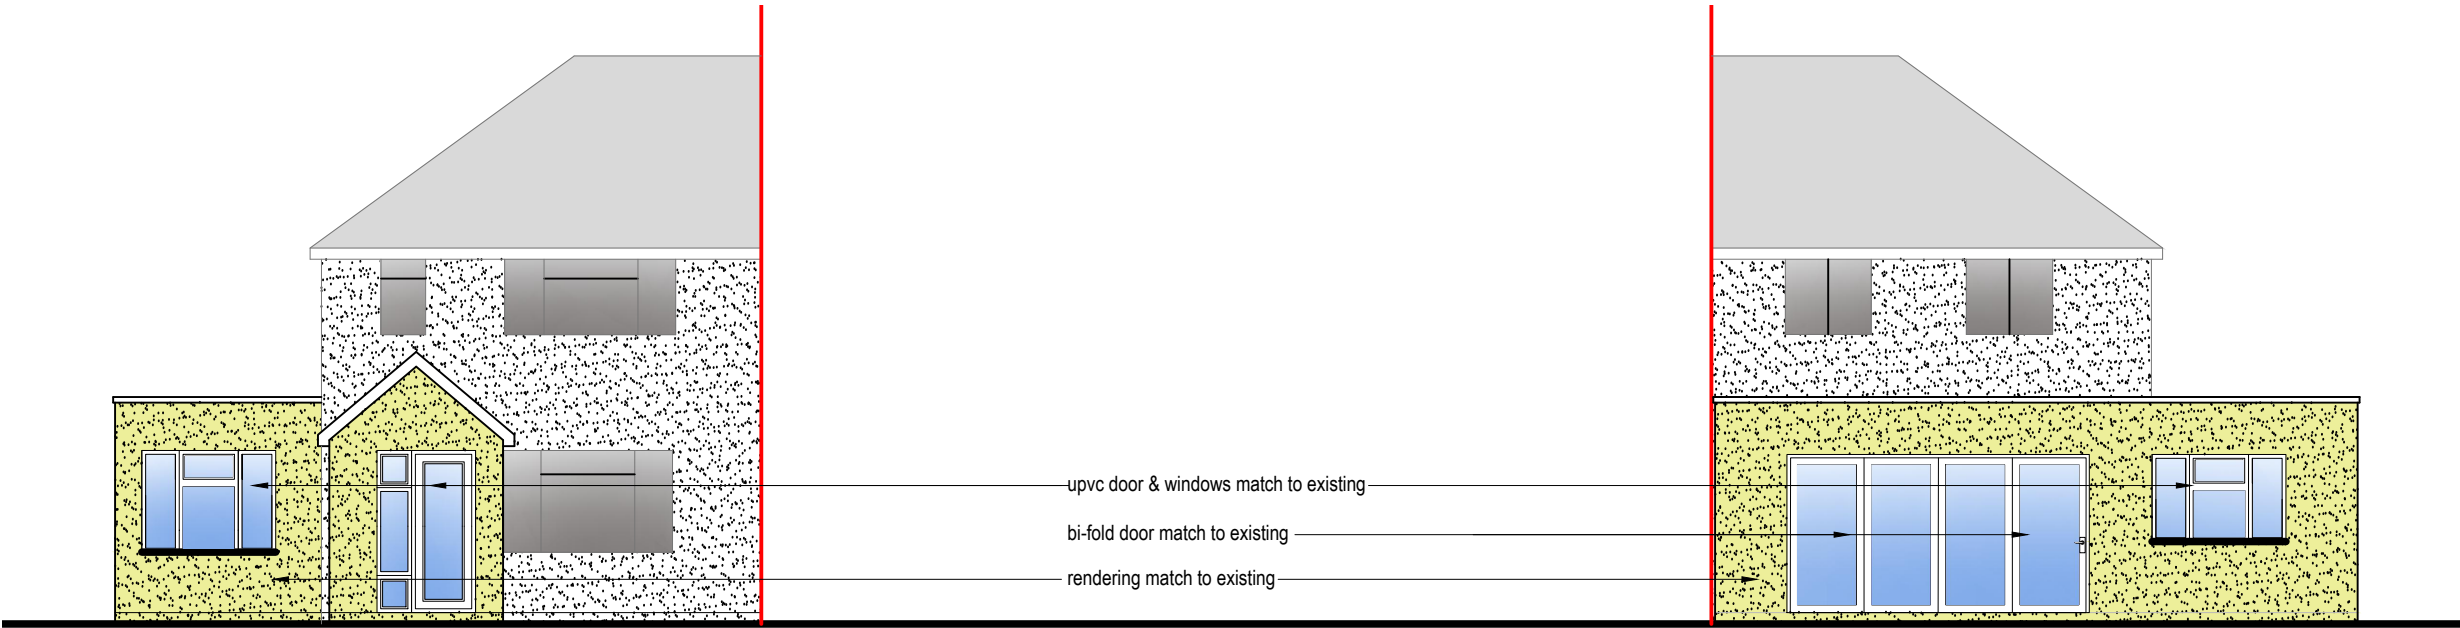 upvc door & windows match to existing
bi-fold door match to existing
rendering match to existing